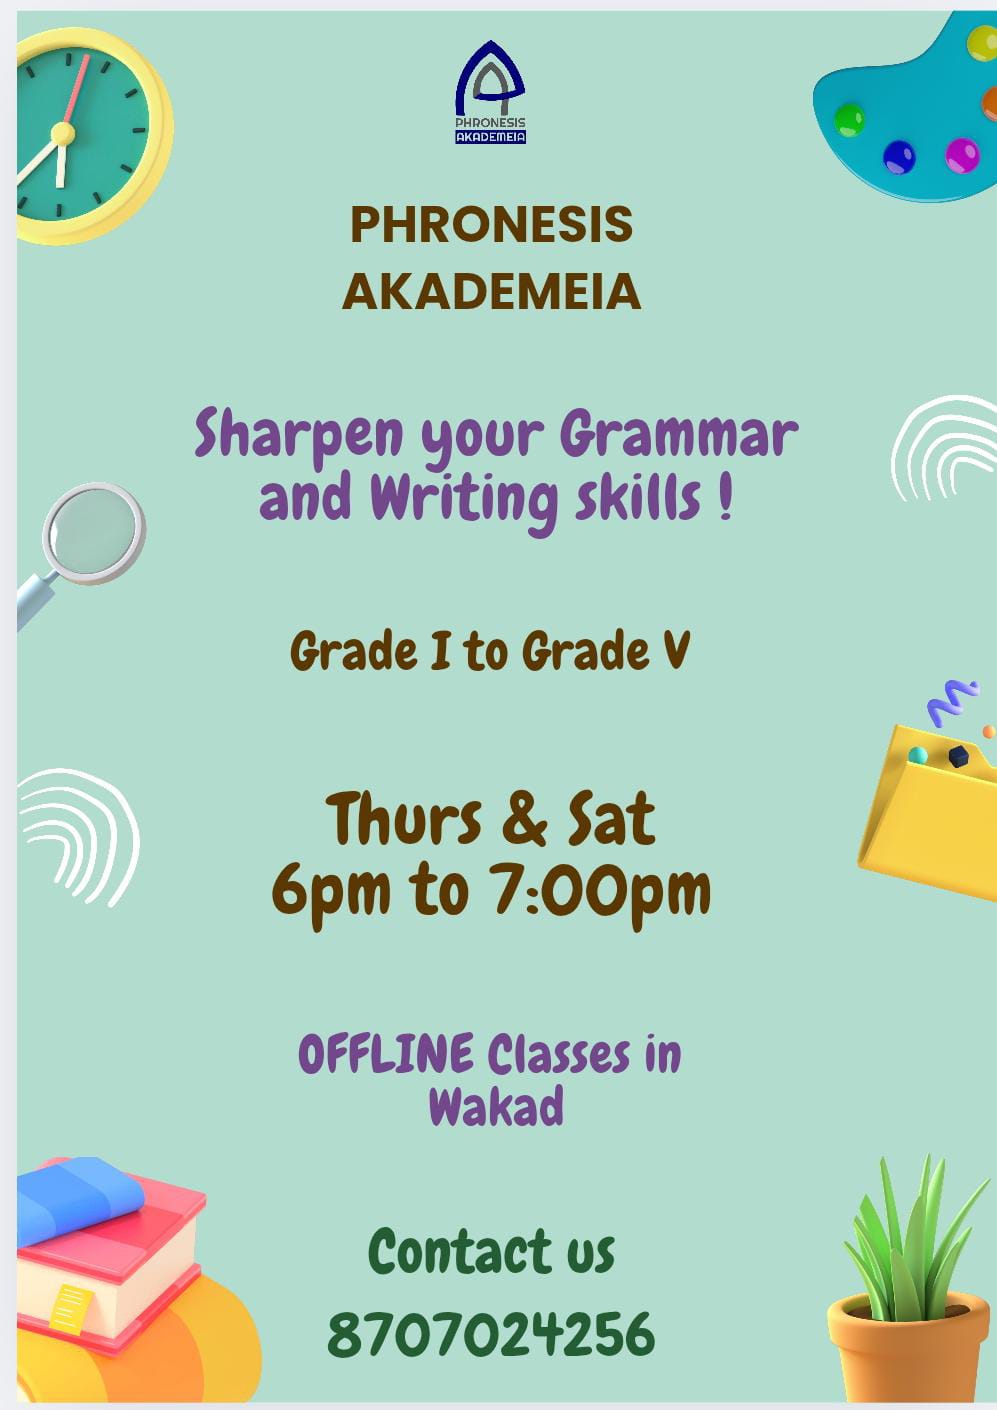 PHRONESIS
AKADEMEIA
PHRONESIS
AKADEMEIA
Sharpen your Grammar
and Writing skills !
Grade I to Grade V
Thurs & Sat
6pm to 7:00pm
OFFLINE Classes in
Wakad
Contact us
8707024256